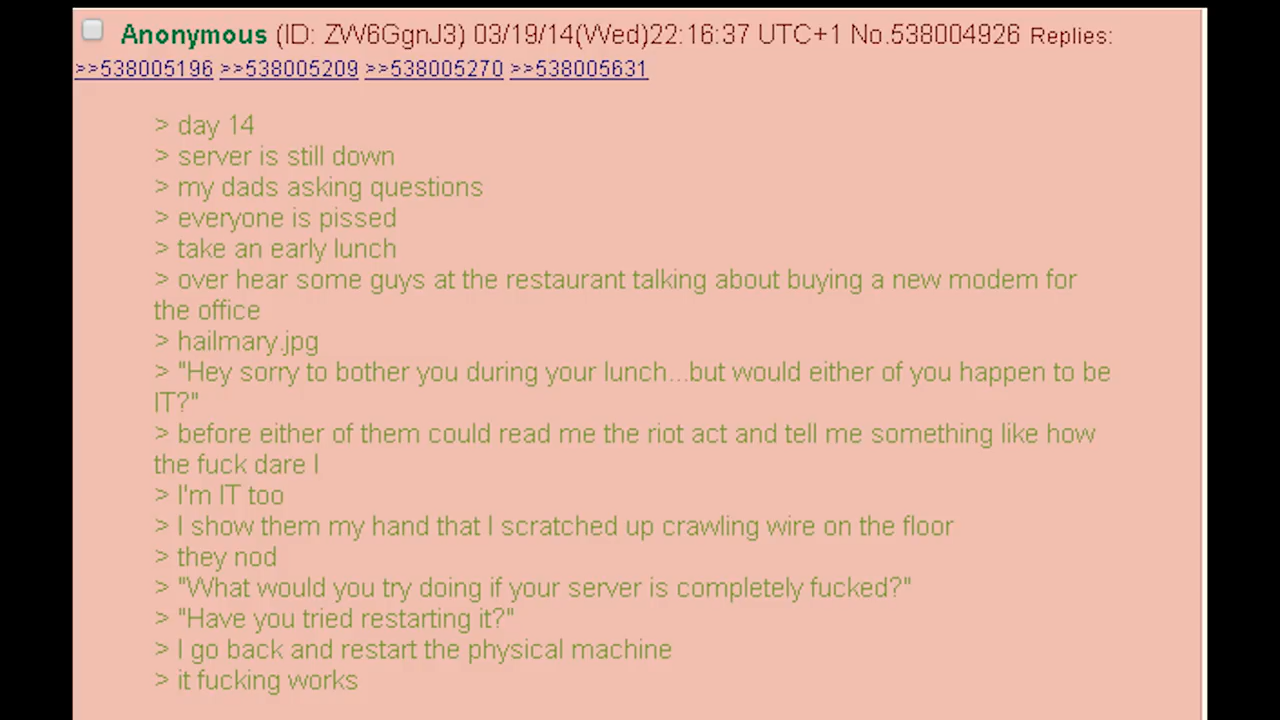 Anonymous (ID: ZW6GgnJ3) 03/19/14(Wed)22:16:37 UTC+1 No.538004926 Replies:
>>538005196 >>538005209 >>538005270 >>538005631
> day 14
> server is still down
> my dads asking questions
> everyone is pissed
> take an early lunch
> over hear some guys at the restaurant talking about buying a new modem for
the office
> hailmary.jpg
> "Hey sorry to bother you during your lunch...but would either of you happen to be
IT?"
> before either of them could read me the riot act and tell me something like how
the fuck dare I
> I'm IT too
> I show them my hand that I scratched up crawling wire on the floor
> they nod
> "What would you try doing if your server is completely fucked?"
> "Have you tried restarting it?"
> I go back and restart the physical machine
> it fucking works